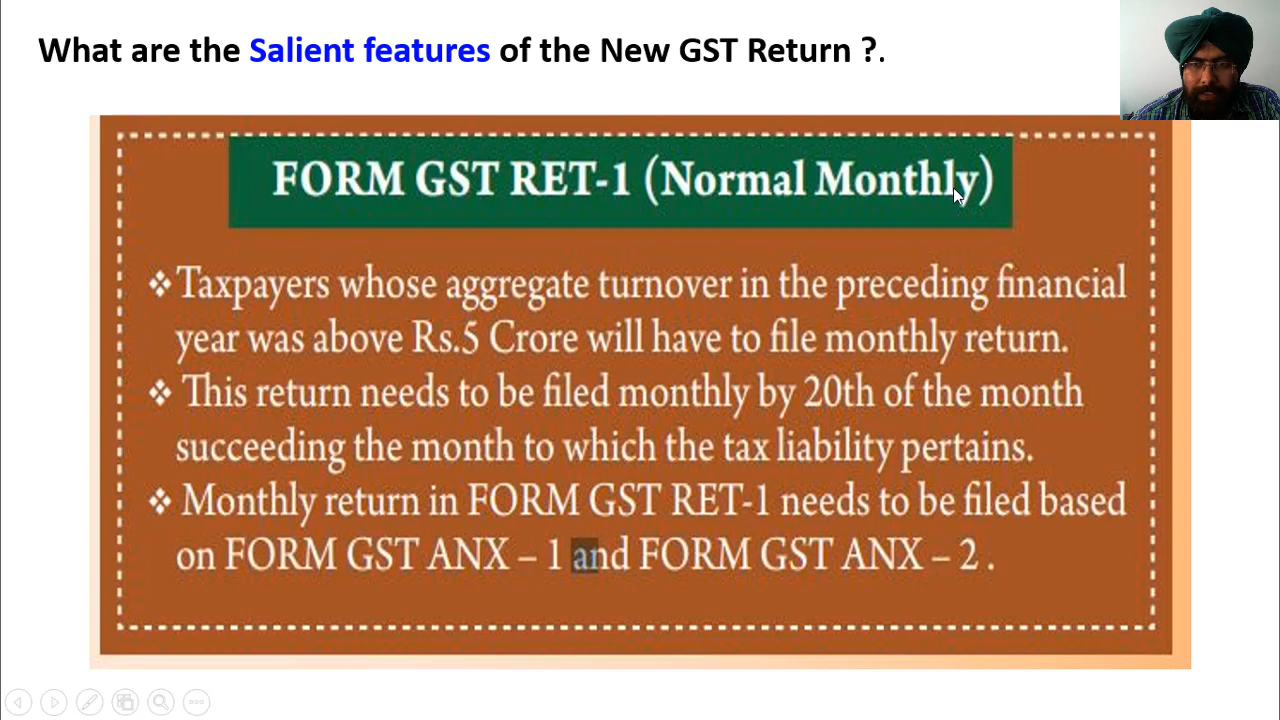 What are the Salient features of the New GST Return ?.
FORM GST RET-1 (Normal Monthly)
❖Taxpayers whose aggregate turnover in the preceding financial
year was above Rs.5 Crore will have to file monthly return.
❖ This return needs to be filed monthly by 20th of the month
succeeding the month to which the tax liability pertains.
❖ Monthly return in FORM GST RET-1 needs to be filed based
on FORM GST ANX – 1 and FORM GST ANX – 2 .